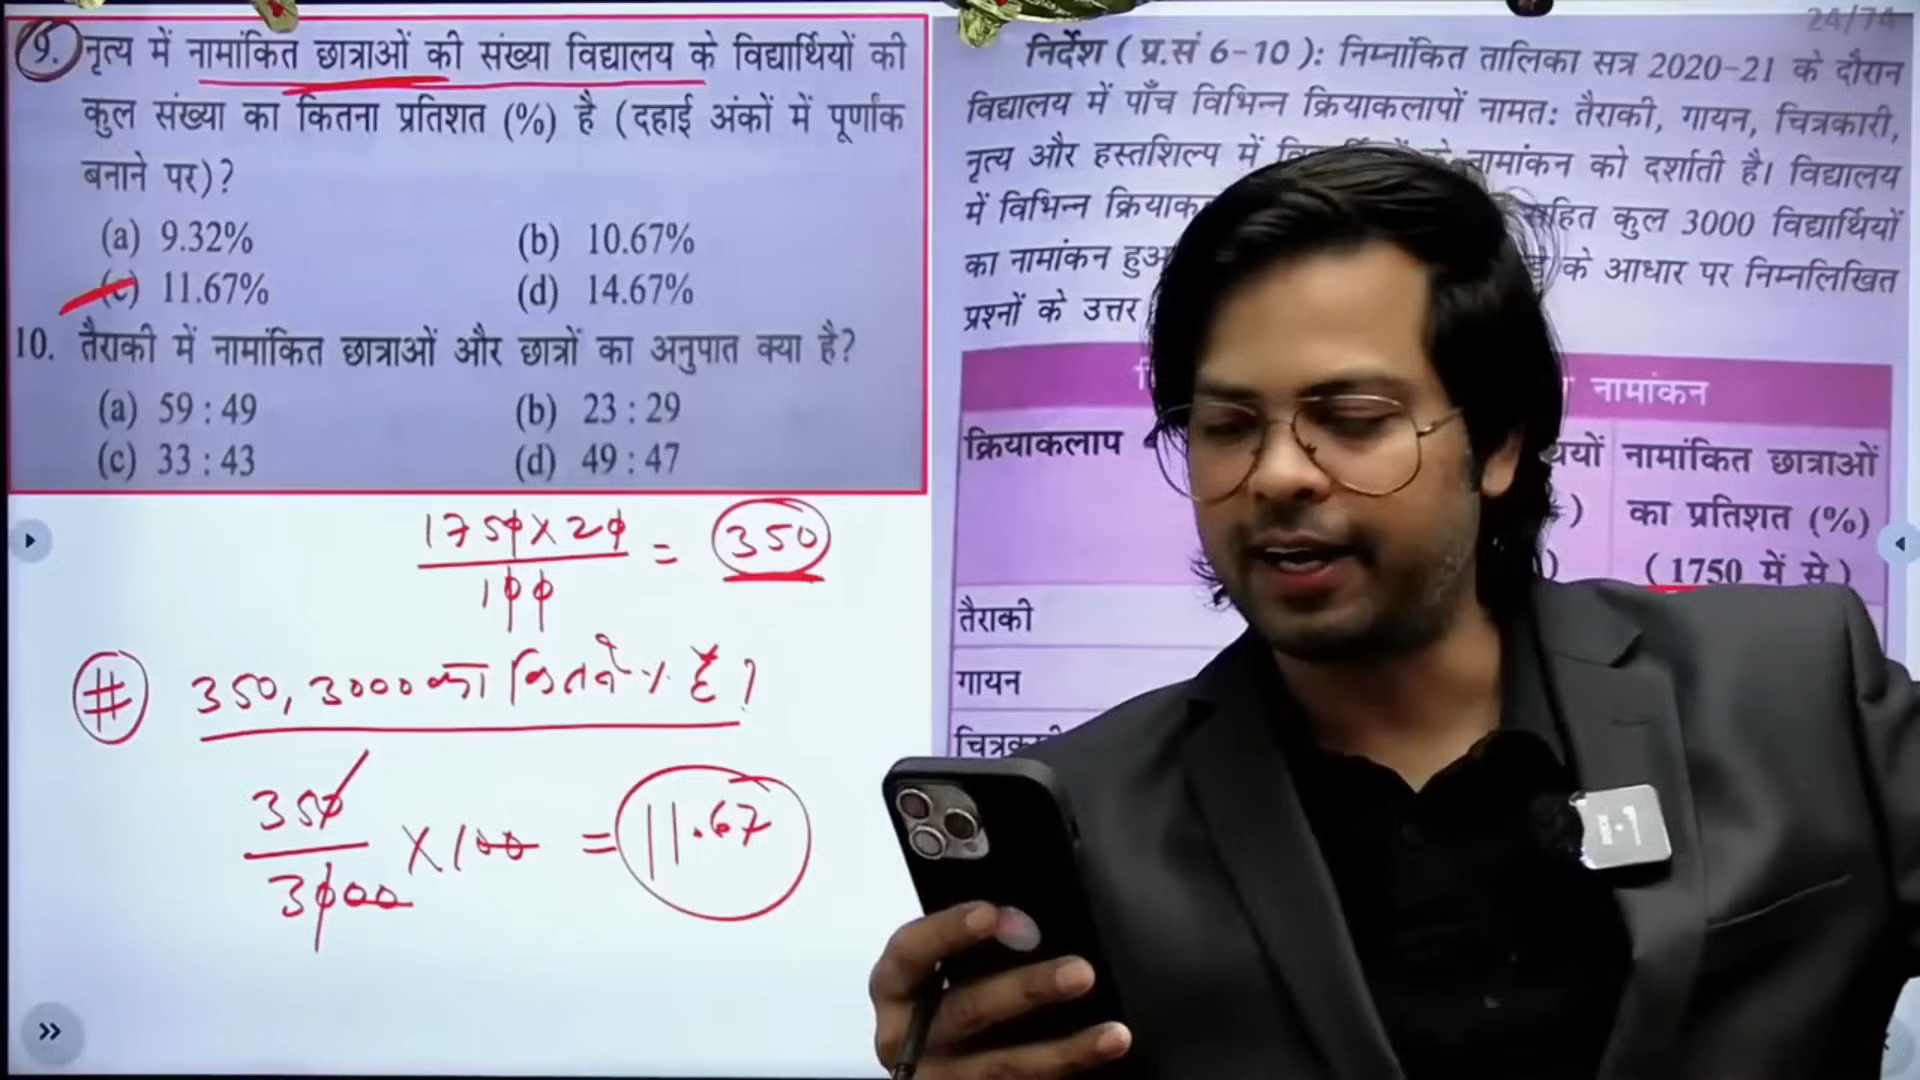 9. नृत्य में नामांकित छात्राओं की संख्या विद्यालय के विद्यार्थियों की
कुल संख्या का कितना प्रतिशत (%) है (दहाई अंकों में पूर्णांक
बनाने पर)?
(a) 9.32% (b) 10.67%
(c) 11.67% (d) 14.67%
10. तैराकी में नामांकित छात्राओं और छात्रों का अनुपात क्या है?
(a) 59 : 49 (b) 23 : 29
(c) 33 : 43 (d) 49 : 47
1750 × 20
100
= 350
# 350, 3000 का कितने % है?
350
3000
× 100 = 11.67
24/74
निर्देश ( प्र.सं 6-10 ): निम्नांकित तालिका सत्र 2020-21 के दौरान
विद्यालय में पाँच विभिन्न क्रियाकलापों नामत: तैराकी, गायन, चित्रकारी,
नृत्य और हस्तशिल्प में नामांकन को दर्शाती है। विद्यालय
में विभिन्न सहित कुल 3000 विद्यार्थियों
का नामांकन के आधार पर निम्नलिखित
प्रश्नों के उत्तर
नामांकन
क्रियाकलाप
नामांकित छात्राओं
का प्रतिशत (%)
(1750 में से)
तैराकी
गायन